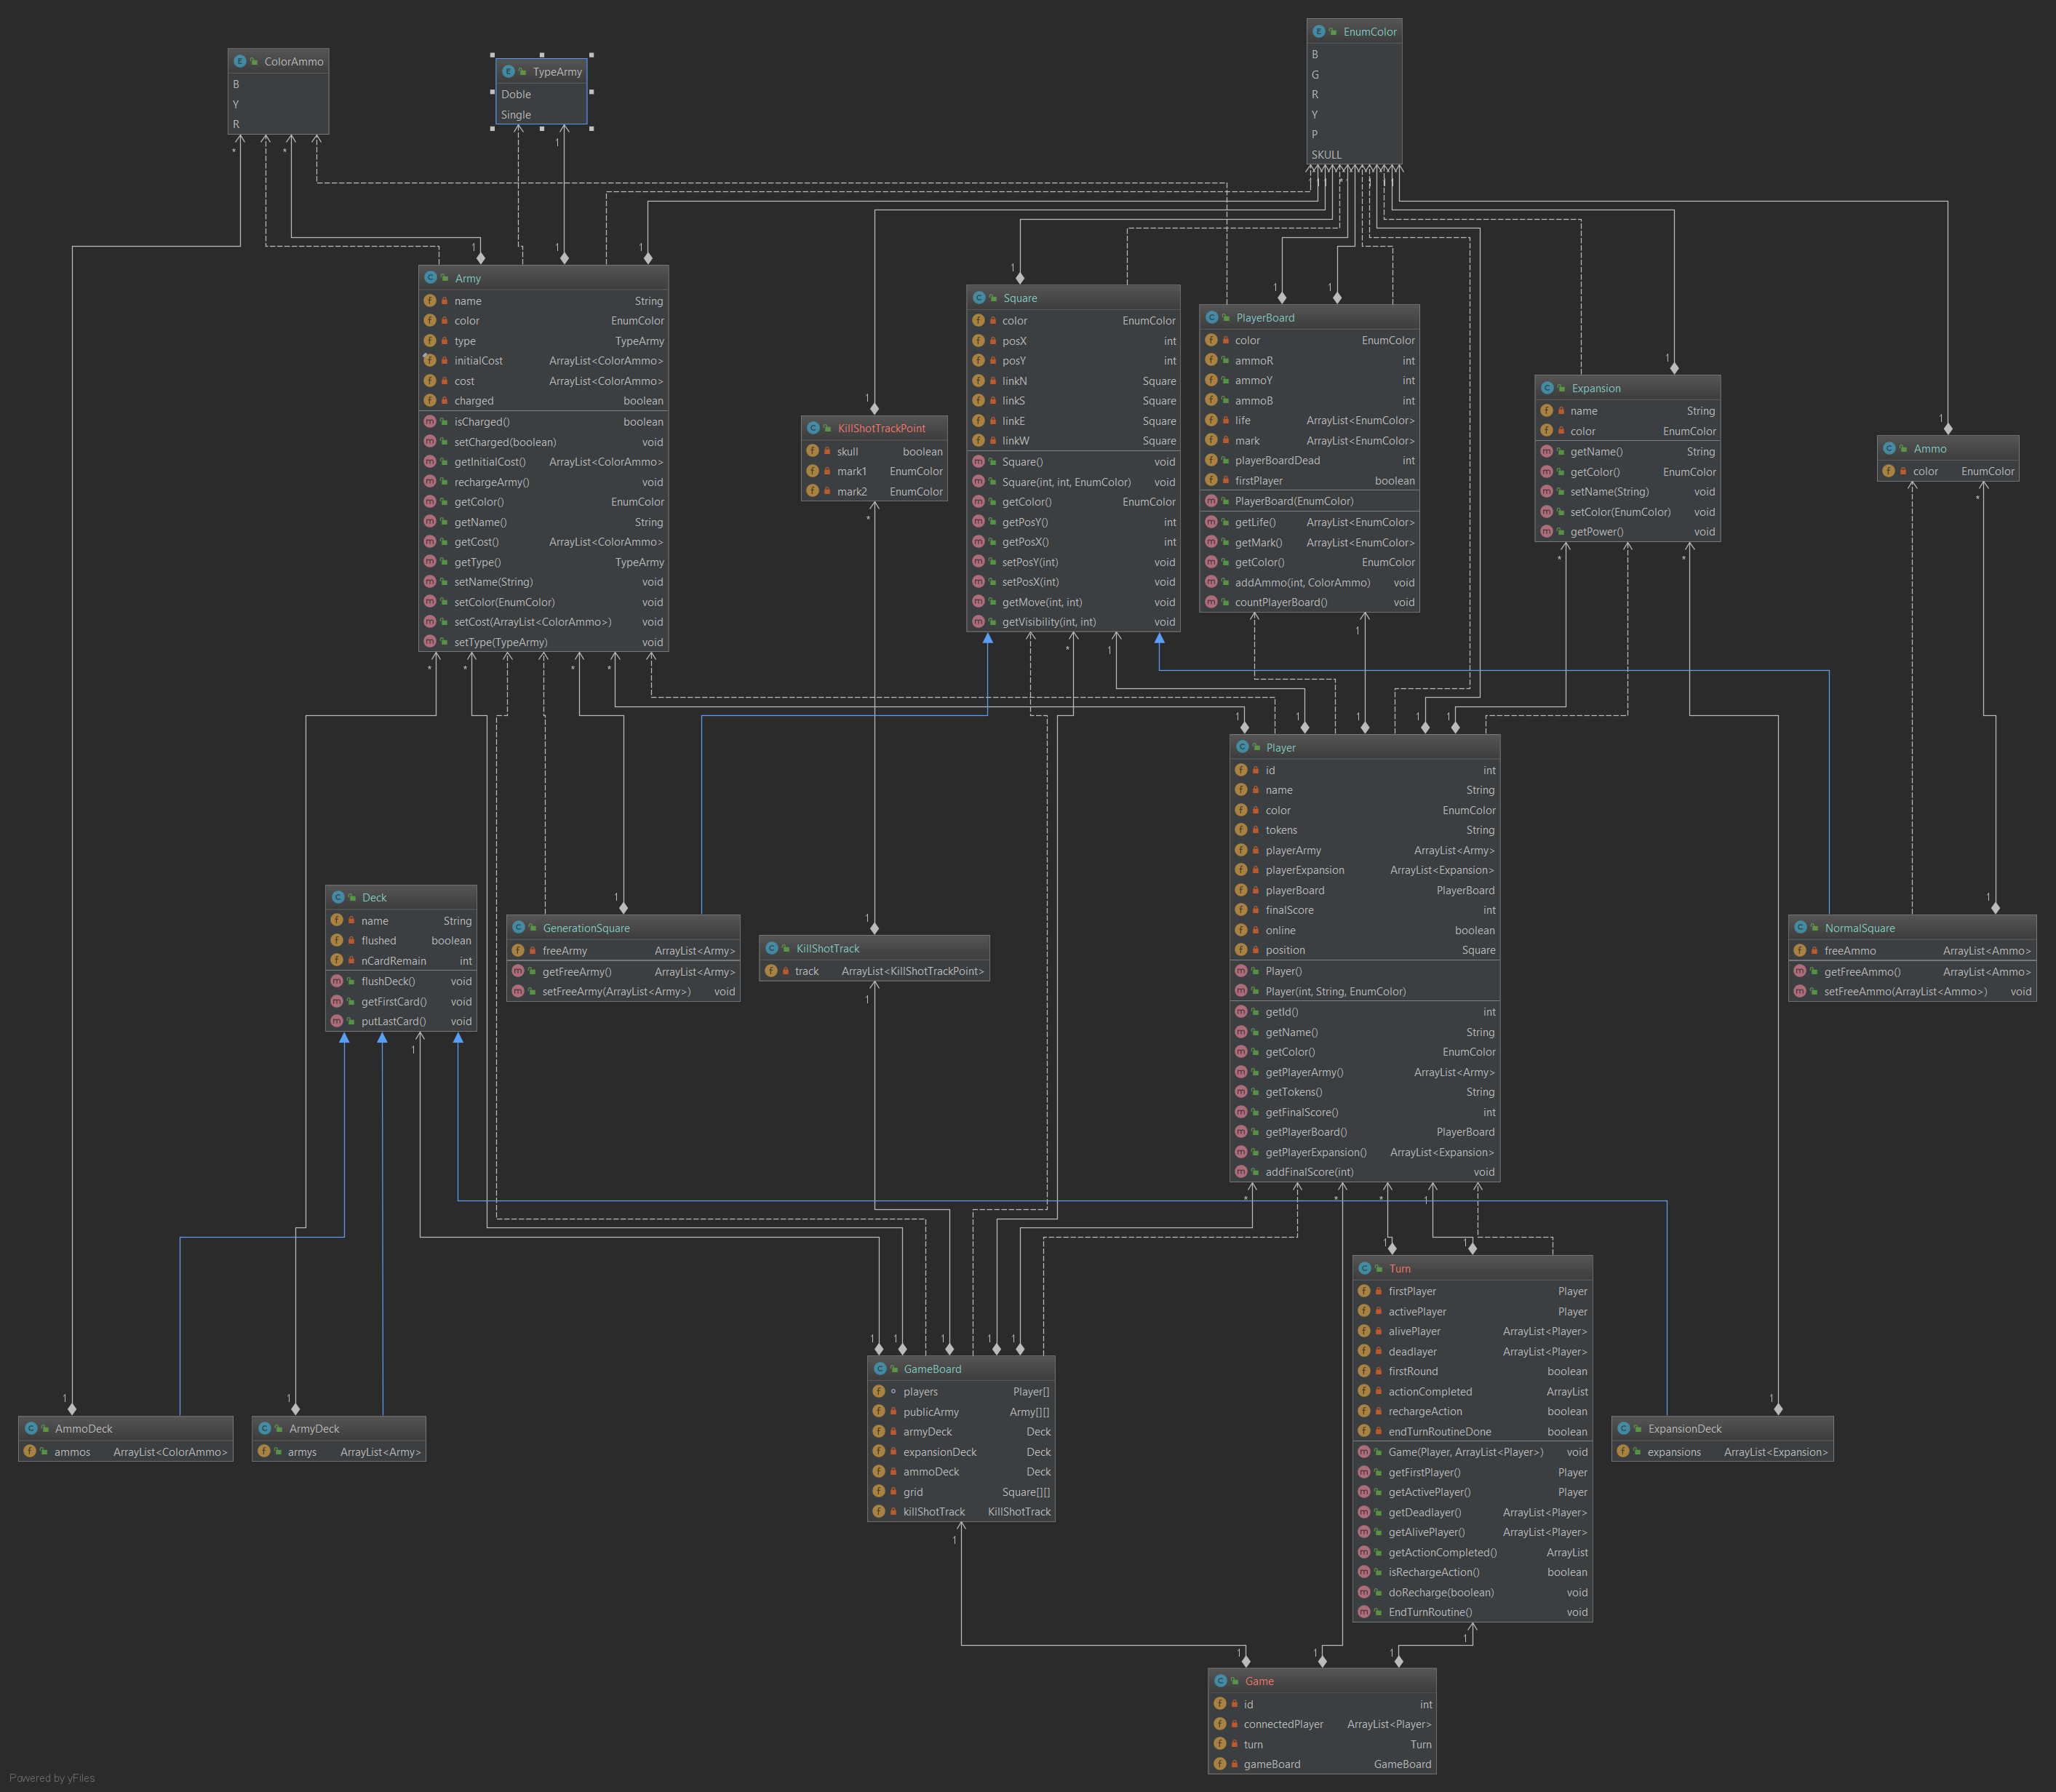 ColorAmmo
B
Y
R
TypeArmy
Doble
Single
EnumColor
B
G
R
Y
P
SKULL
Army
name String
color EnumColor
type TypeArmy
initialCost ArrayList<ColorAmmo>
cost ArrayList<ColorAmmo>
charged boolean
isCharged() boolean
setCharged(boolean) void
getInitialCost() ArrayList<ColorAmmo>
rechargeArmy() void
getColor() EnumColor
getName() String
getCost() ArrayList<ColorAmmo>
getType() TypeArmy
setName(String) void
setColor(EnumColor) void
setCost(ArrayList<ColorAmmo>) void
setType(TypeArmy) void
KillShotTrackPoint
skull boolean
mark1 EnumColor
mark2 EnumColor
Square
color EnumColor
posX int
posY int
linkN Square
linkS Square
linkE Square
linkW Square
Square() void
Square(int, int, EnumColor) void
getColor() EnumColor
getPosY() int
getPosX() int
setPosY(int) void
setPosX(int) void
getMove(int, int) void
getVisibility(int, int) void
PlayerBoard
color EnumColor
ammoR int
ammoY int
ammoB int
life ArrayList<EnumColor>
mark ArrayList<EnumColor>
playerBoardDead int
firstPlayer boolean
PlayerBoard(EnumColor)
getLife() ArrayList<EnumColor>
getMark() ArrayList<EnumColor>
getColor() EnumColor
addAmmo(int, ColorAmmo) void
countPlayerBoard() void
Expansion
name String
color EnumColor
getName() String
getColor() EnumColor
setName(String) void
setColor(EnumColor) void
getPower() void
Ammo
color EnumColor
Player
id int
name String
color EnumColor
tokens String
playerArmy ArrayList<Army>
playerExpansion ArrayList<Expansion>
playerBoard PlayerBoard
finalScore int
online boolean
position Square
Player()
Player(int, String, EnumColor)
getId() int
getName() String
getColor() EnumColor
getPlayerArmy() ArrayList<Army>
getTokens() String
getFinalScore() int
getPlayerBoard() PlayerBoard
getPlayerExpansion() ArrayList<Expansion>
addFinalScore(int) void
Deck
name String
flushed boolean
nCardRemain int
flushDeck() void
getFirstCard() void
putLastCard() void
GenerationSquare
freeArmy ArrayList<Army>
getFreeArmy() ArrayList<Army>
setFreeArmy(ArrayList<Army>) void
KillShotTrack
track ArrayList<KillShotTrackPoint>
NormalSquare
freeAmmo ArrayList<Ammo>
getFreeAmmo() ArrayList<Ammo>
setFreeAmmo(ArrayList<Ammo>) void
AmmoDeck
ammos ArrayList<ColorAmmo>
ArmyDeck
armys ArrayList<Army>
GameBoard
players Player[]
publicArmy Army[][]
armyDeck Deck
expansionDeck Deck
ammoDeck Deck
grid Square[][]
killShotTrack KillShotTrack
Turn
firstPlayer Player
activePlayer Player
alivePlayer ArrayList<Player>
deadlayer ArrayList<Player>
firstRound boolean
actionCompleted ArrayList
rechargeAction boolean
endTurnRoutineDone boolean
Game(Player, ArrayList<Player>) void
getFirstPlayer() Player
getActivePlayer() Player
getDeadlayer() ArrayList<Player>
getAlivePlayer() ArrayList<Player>
getActionCompleted() ArrayList
isRechargeAction() boolean
doRecharge(boolean) void
EndTurnRoutine() void
ExpansionDeck
expansions ArrayList<Expansion>
Game
id int
connectedPlayer ArrayList<Player>
turn Turn
gameBoard GameBoard
Powered by yFiles